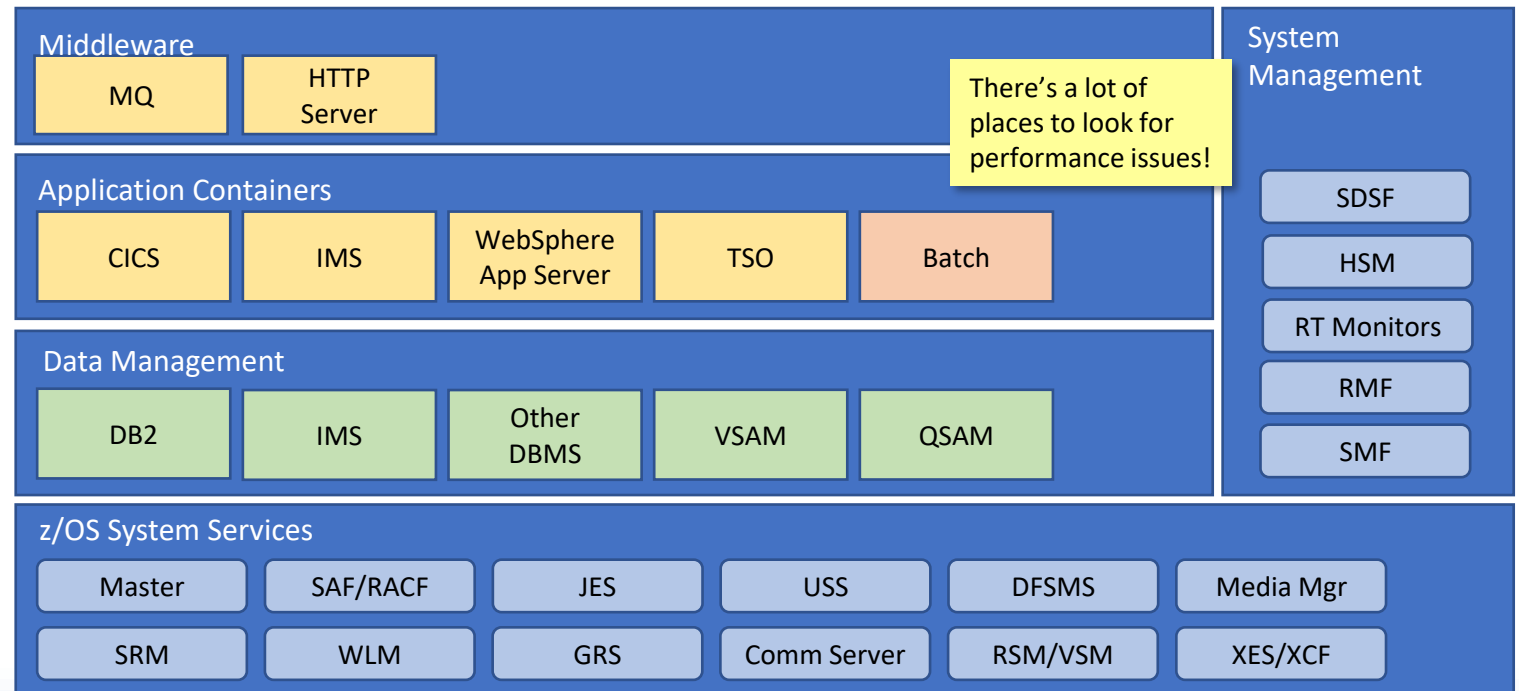 Middleware
MQ
HTTP
Server
There’s a lot of
places to look for
performance issues!
System
Management
SDSF
HSM
RT Monitors
RMF
SMF
Application Containers
CICS
IMS
WebSphere
App Server
TSO
Batch
Data Management
DB2
IMS
Other
DBMS
VSAM
QSAM
z/OS System Services
Master
SAF/RACF
JES
USS
DFSMS
Media Mgr
SRM
WLM
GRS
Comm Server
RSM/VSM
XES/XCF